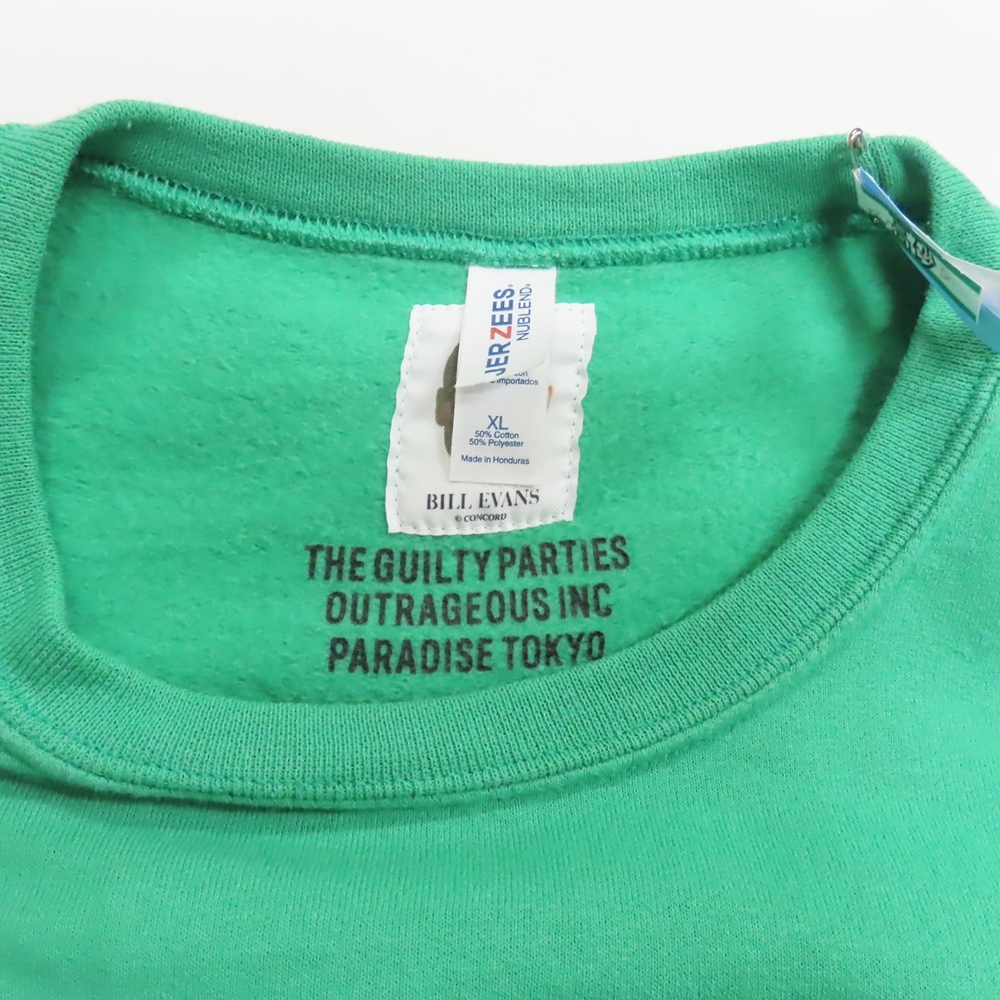 JERZEES
NUBLEND
importados
XL
50% Cotton
50% Polyester
Made in Honduras
BILL EVANS
© CONCORD
THE GUILTY PARTIES
OUTRAGEOUS INC
PARADISE TOKYO